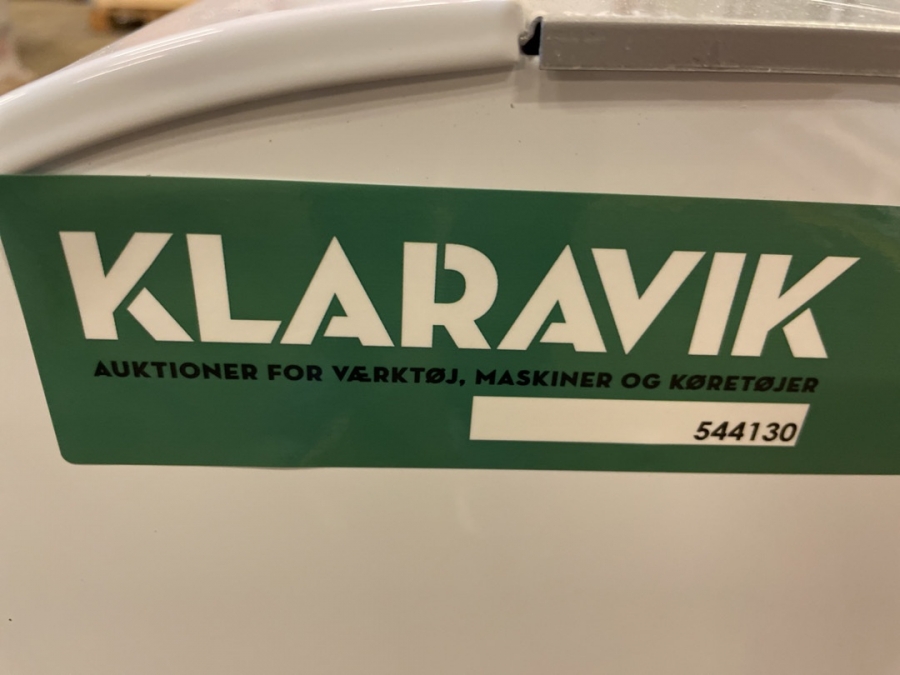 KLARAVIK
AUKTIONER FOR VÆRKTØJ, MASKINER OG KØRETØJER
544130